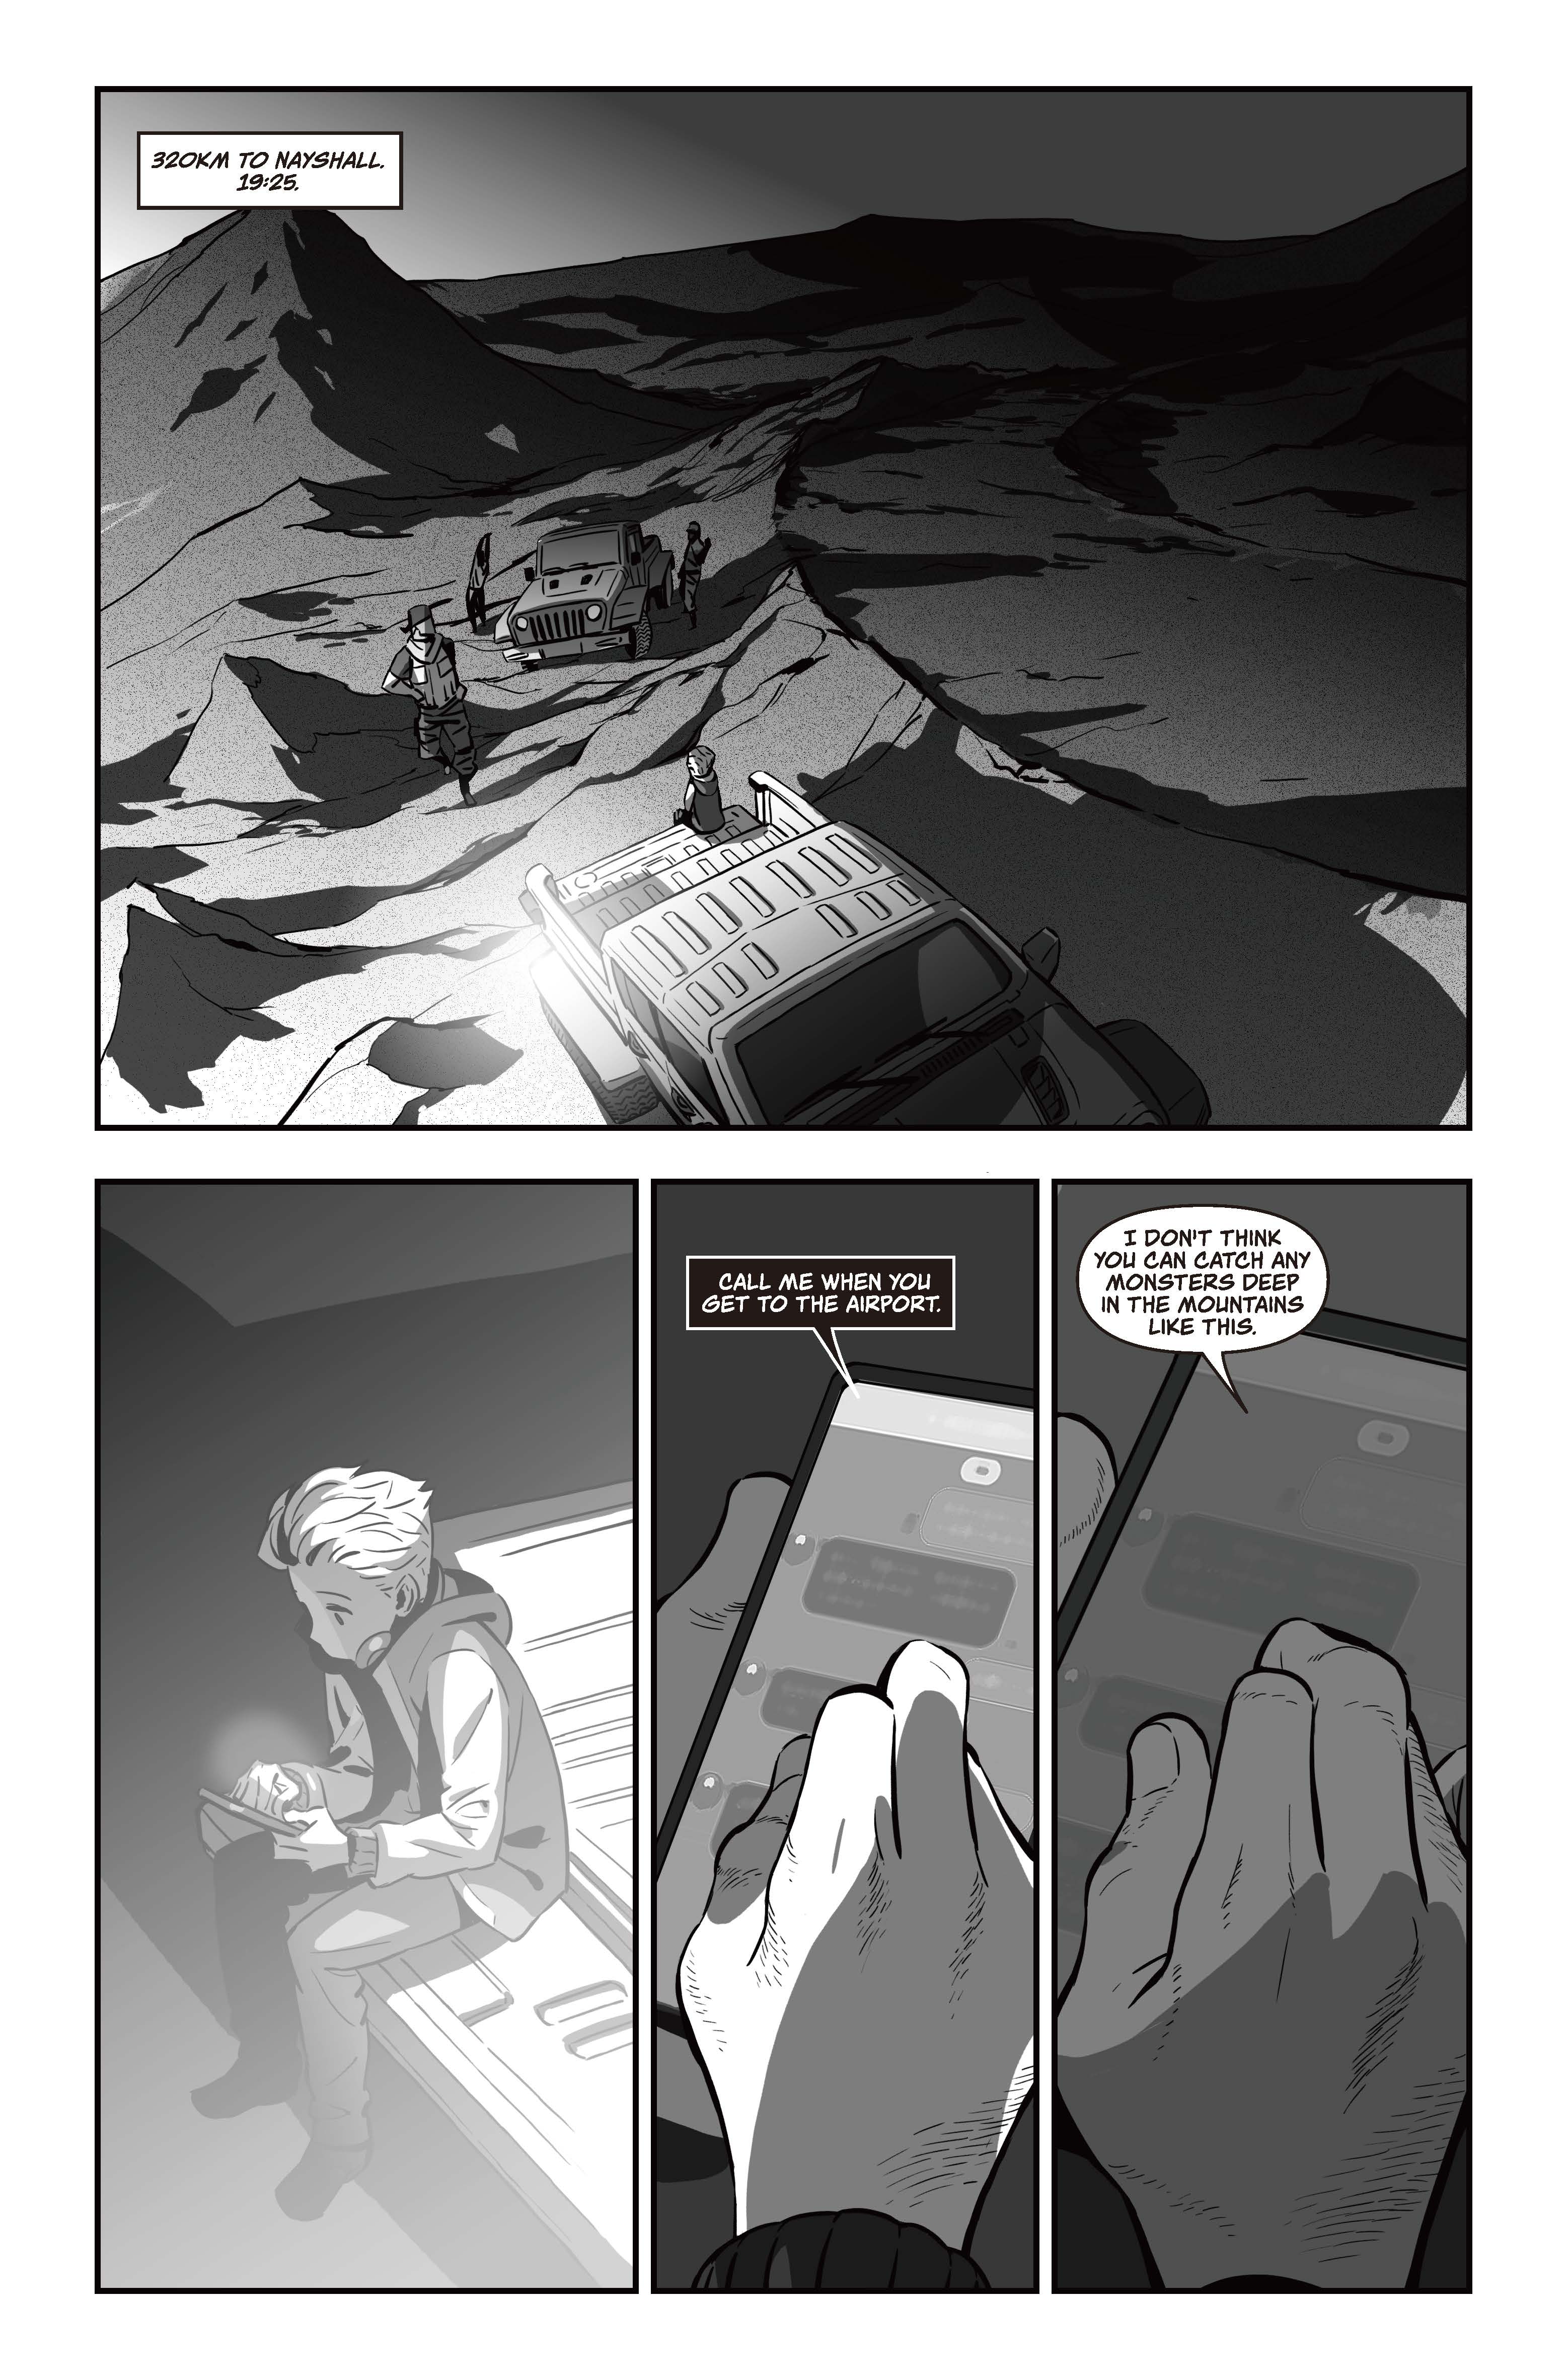 320KM TO NAYSHALL.
19:25.
CALL ME WHEN YOU
GET TO THE AIRPORT.
I DON'T THINK
YOU CAN CATCH ANY
MONSTERS DEEP
IN THE MOUNTAINS
LIKE THIS.